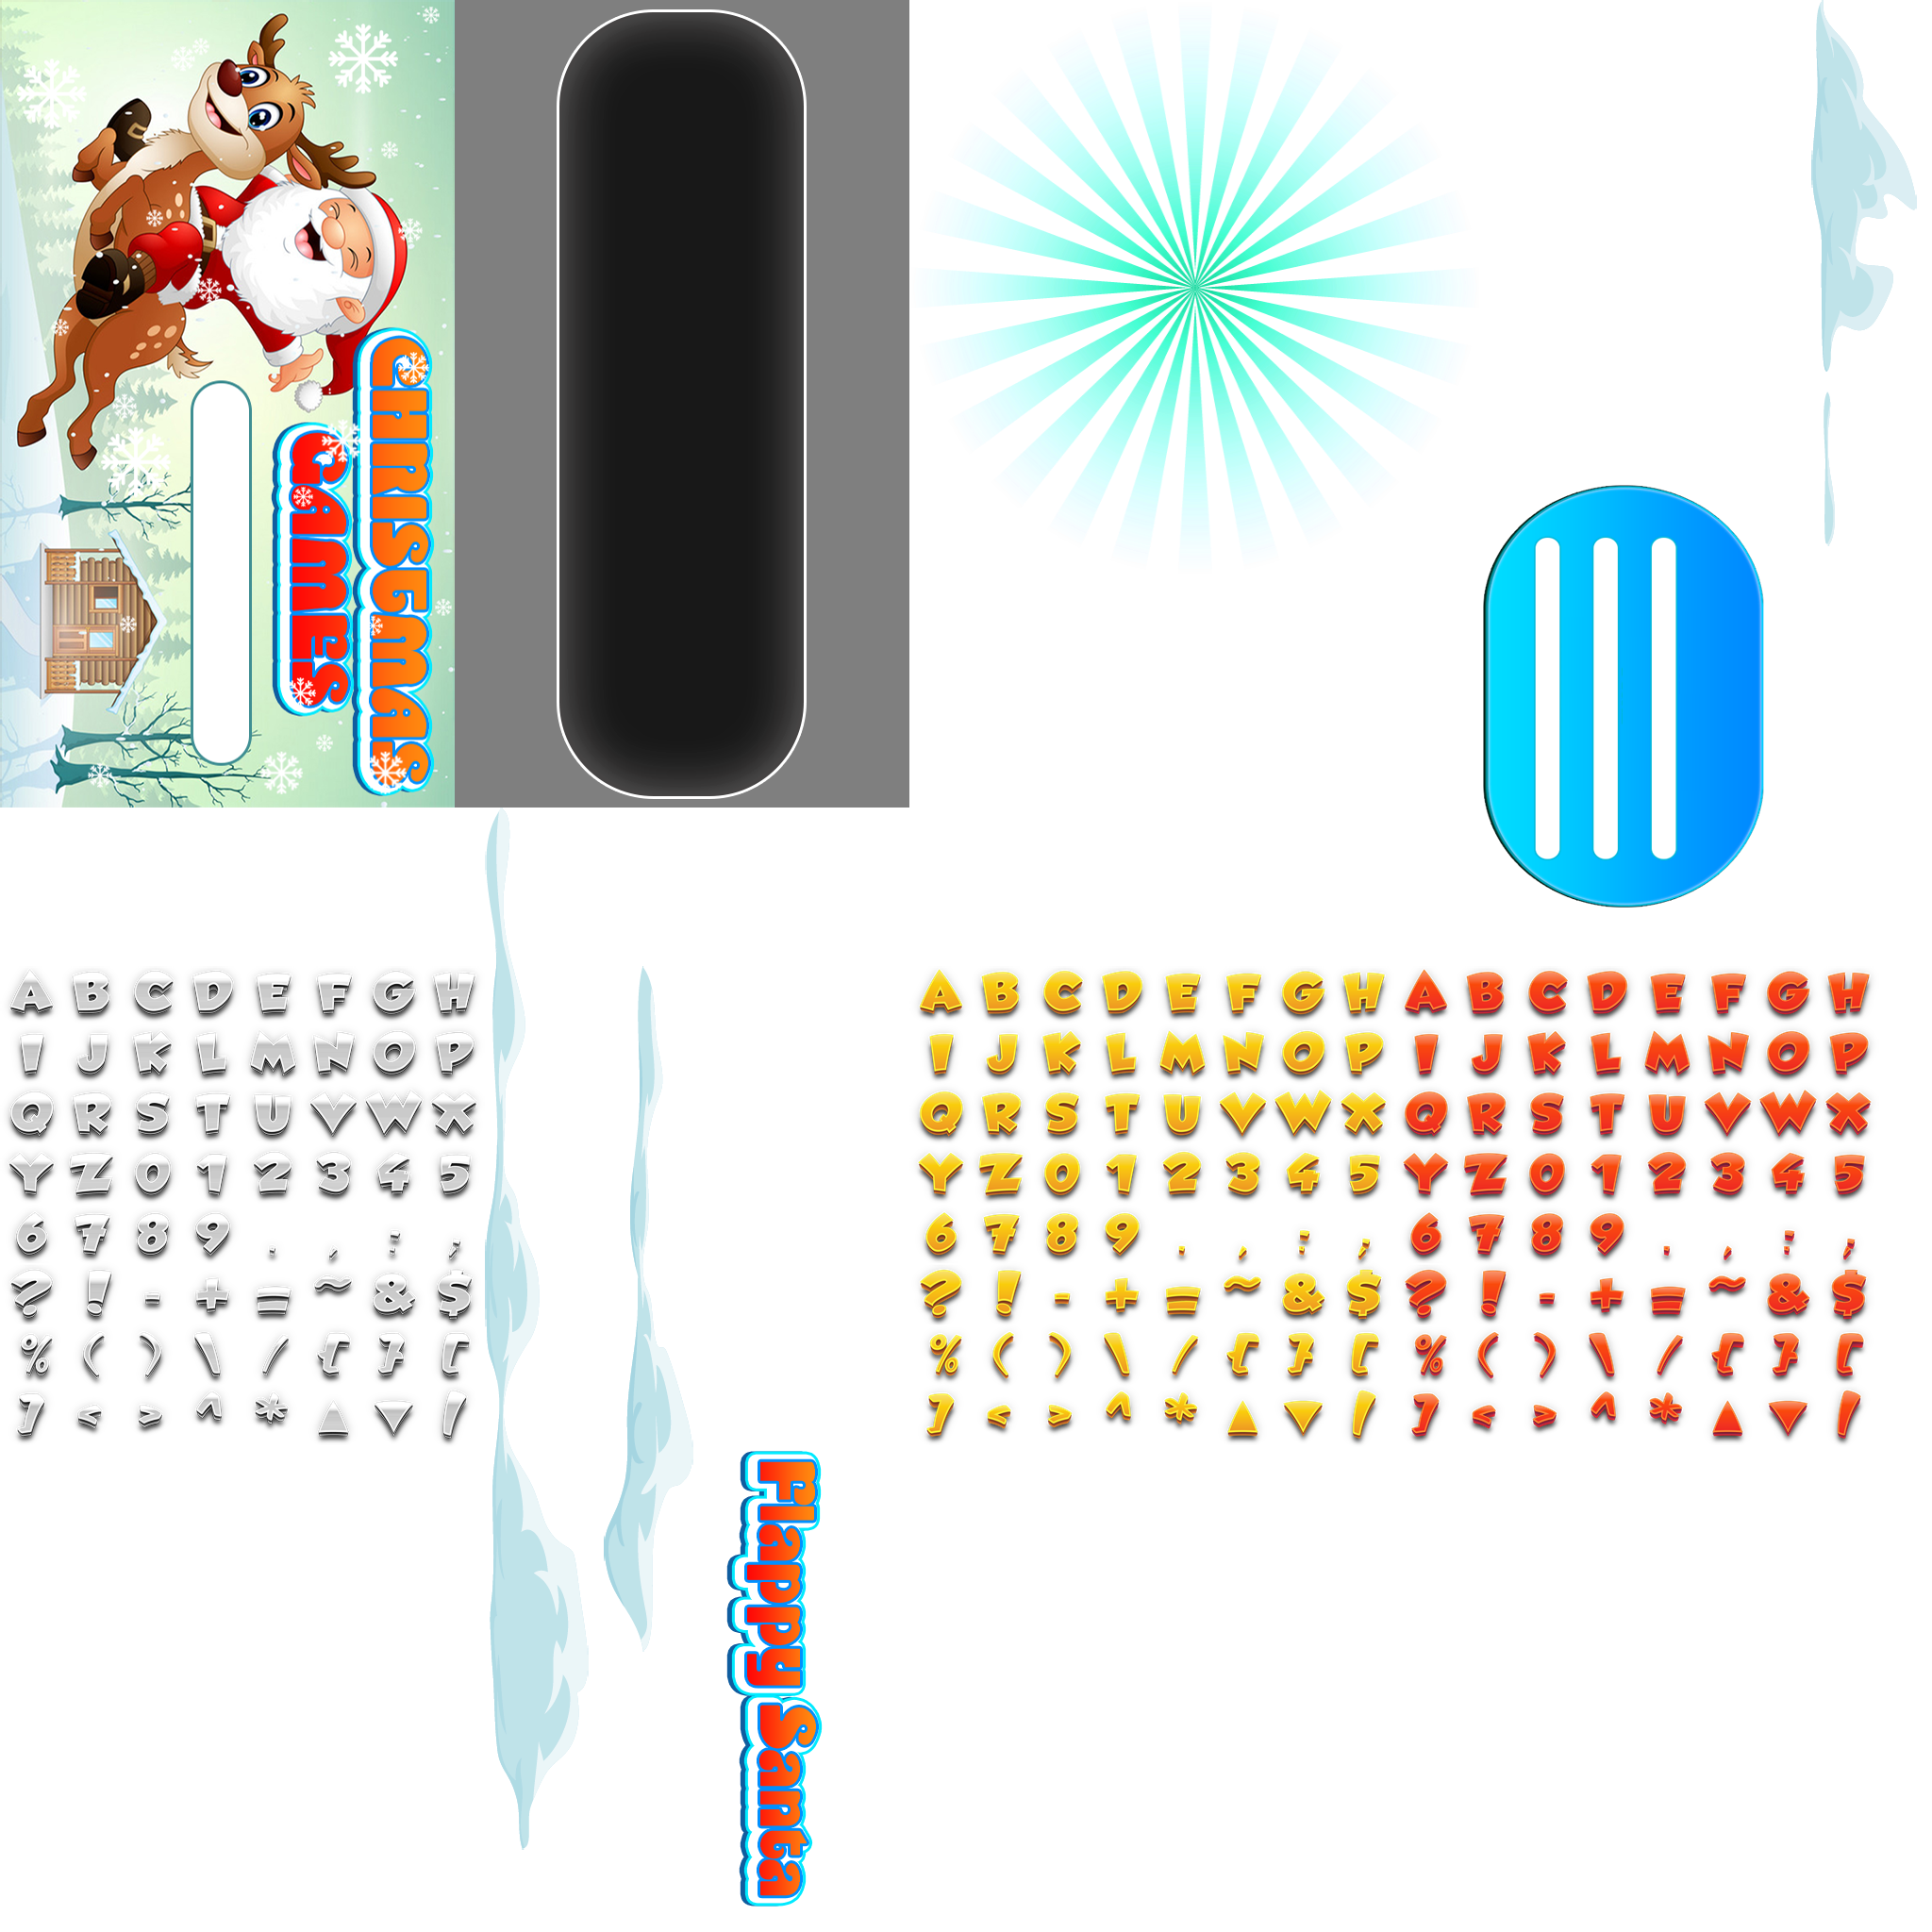 CHRISTMAS
GAMES
A B C D E F G H
I J K L M N O P
Q R S T U V W X
Y Z 0 1 2 3 4 5
6 7 8 9 . , : ;
? ! - + = ~ & $
% ( ) \ / { } [
] < > ^ * ▲ ▼ |
A B C D E F G H A B C D E F G H
I J K L M N O P I J K L M N O P
Q R S T U V W X Q R S T U V W X
Y Z 0 1 2 3 4 5 Y Z 0 1 2 3 4 5
6 7 8 9 . , : ; 6 7 8 9 . , : ;
? ! - + = ~ & $ ? ! - + = ~ & $
% ( ) \ / { } [ % ( ) \ / { } [
] < > ^ * ▲ ▼ | ] < > ^ * ▲ ▼ |
Flappy Santa